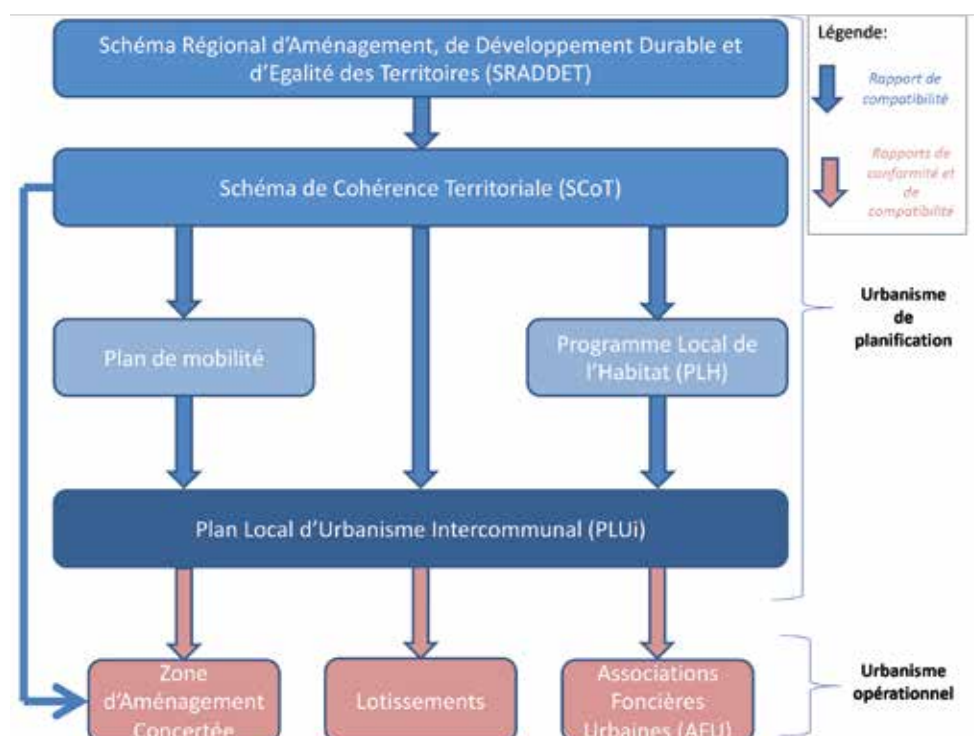 Schéma Régional d'Aménagement, de Développement Durable et
d'Egalité des Territoires (SRADDET)
Légende:
Rapport de
compatibilité
Rapports de
conformité et
de
compatibilité
Schéma de Cohérence Territoriale (SCoT)
Plan de mobilité
Programme Local de
l'Habitat (PLH)
Urbanisme
de
planification
Plan Local d'Urbanisme Intercommunal (PLUi)
Zone
d'Aménagement
Concertée
Lotissements
Associations
Foncières
Urbaines (AFU)
Urbanisme
opérationnel